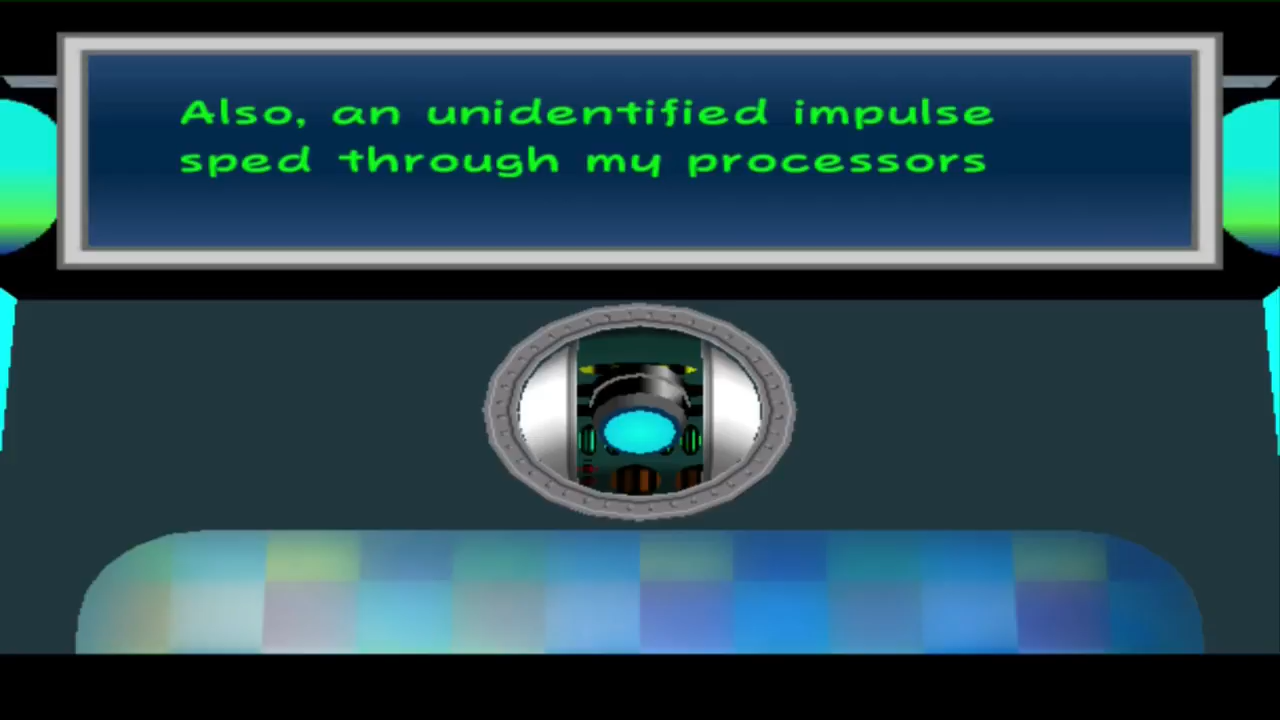 Also, an unidentified impulse
sped through my processors